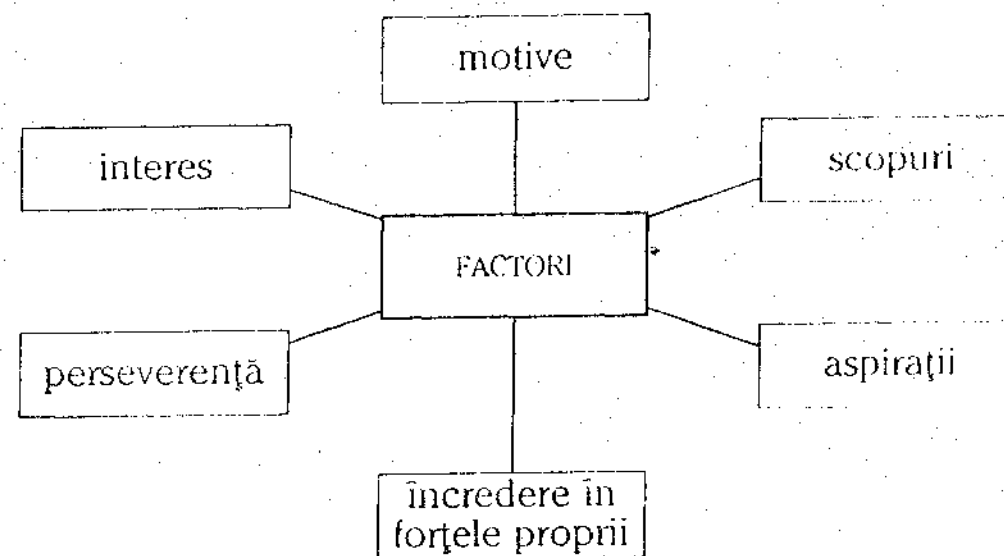 motive
interes
scopuri
FACTORI
perseverenţă
aspiraţii
încredere în
forţele proprii